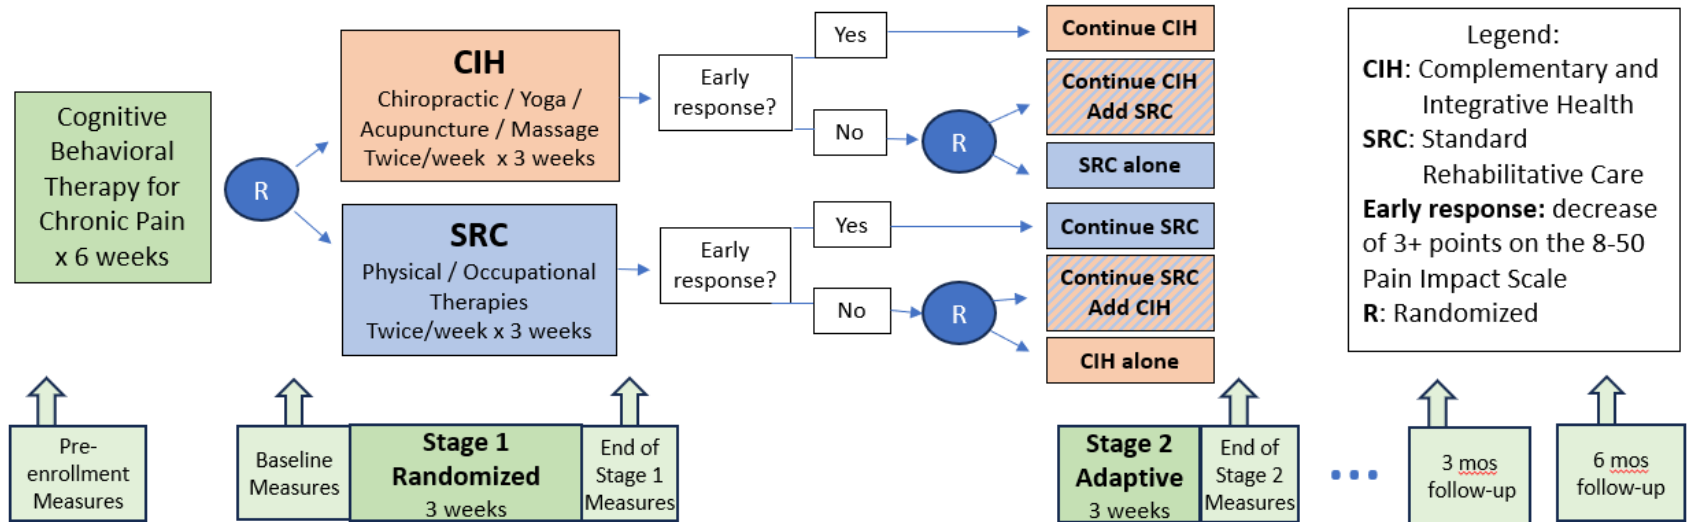 Cognitive
Behavioral
Therapy for
Chronic Pain
x 6 weeks
R
CIH
Chiropractic / Yoga /
Acupuncture / Massage
Twice/week x 3 weeks
SRC
Physical / Occupational
Therapies
Twice/week x 3 weeks
Early
response?
Yes
No
R
Early
response?
Yes
No
R
Continue CIH
Continue CIH
Add SRC
SRC alone
Continue SRC
Continue SRC
Add CIH
CIH alone
Legend:
CIH: Complementary and
Integrative Health
SRC: Standard
Rehabilitative Care
Early response: decrease
of 3+ points on the 8-50
Pain Impact Scale
R: Randomized
Pre-
enrollment
Measures
Baseline
Measures
Stage 1
Randomized
3 weeks
End of
Stage 1
Measures
Stage 2
Adaptive
3 weeks
End of
Stage 2
Measures
3 mos
follow-up
6 mos
follow-up